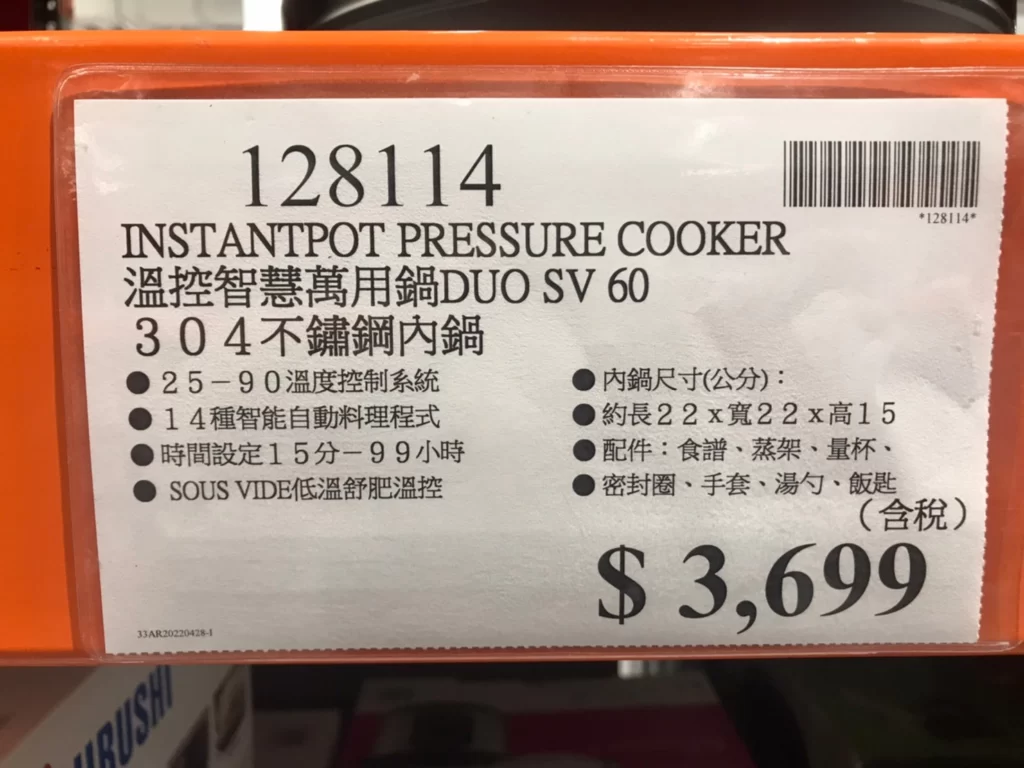 128114
*128114*
INSTANTPOT PRESSURE COOKER
溫控智慧萬用鍋DUO SV 60
３０４不鏽鋼內鍋
●２５－９０溫度控制系統
●１４種智能自動料理程式
●時間設定１５分－９９小時
● SOUS VIDE低溫舒肥溫控
●內鍋尺寸(公分)：
●約長２２ｘ寬２２ｘ高１５
●配件：食譜、蒸架、量杯、
●密封圈、手套、湯勺、飯匙
（含稅）
$ 3,699
33AR20220428-1